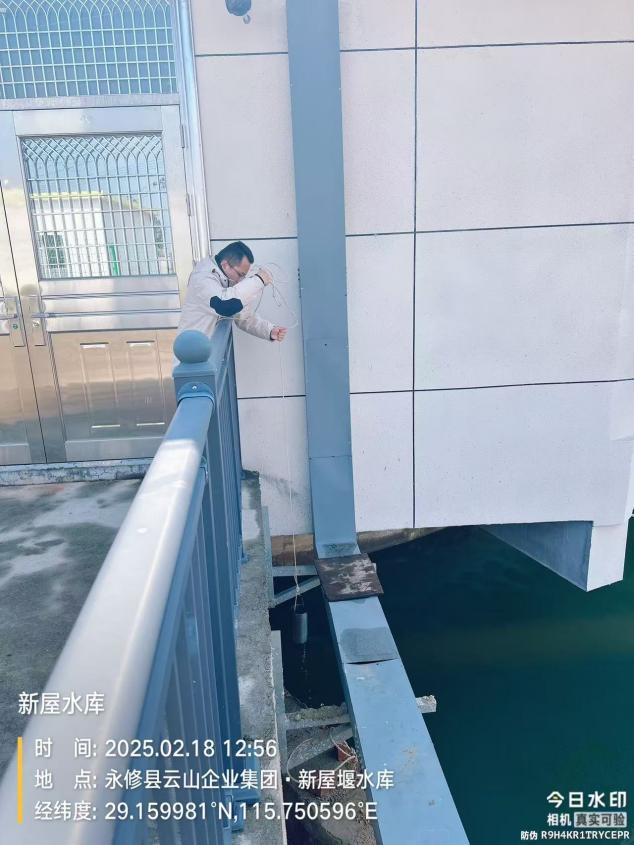 新屋水库
时 间: 2025.02.18 12:56
地 点: 永修县云山企业集团·新屋堰水库
经纬度: 29.159981°N,115.750596°E
今日水印
相机 真实可验
防伪 R9H4KR1TRYCEPR